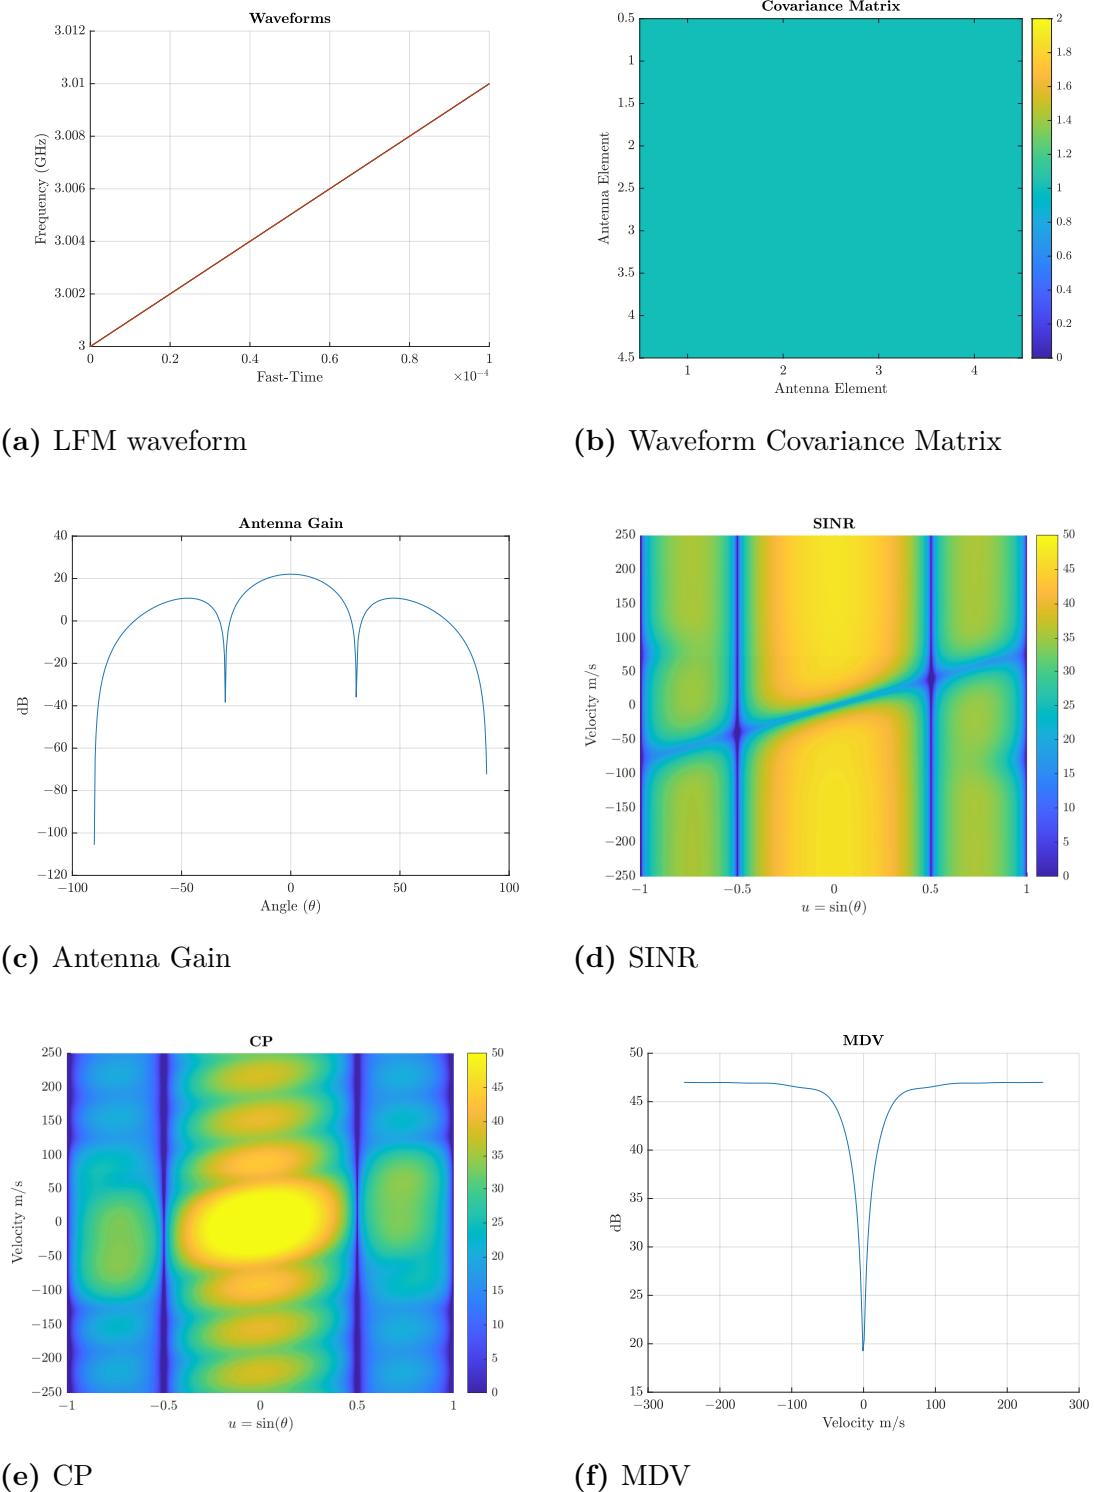 Waveforms
3.012
3.01
3.008
3.006
3.004
3.002
3
0 0.2 0.4 0.6 0.8 1
Fast-Time ×10⁻⁴
Frequency (GHz)
(a) LFM waveform
Covariance Matrix
0.5
1
1.5
2
2.5
3
3.5
4
4.5
1 2 3 4
Antenna Element
Antenna Element
2
1.8
1.6
1.4
1.2
1
0.8
0.6
0.4
0.2
0
(b) Waveform Covariance Matrix
Antenna Gain
40
20
0
−20
−40
−60
−80
−100
−120
−100 −50 0 50 100
Angle (θ)
dB
(c) Antenna Gain
SINR
250
200
150
100
50
0
−50
−100
−150
−200
−250
−1 −0.5 0 0.5 1
u = sin(θ)
Velocity m/s
50
45
40
35
30
25
20
15
10
5
0
(d) SINR
CP
250
200
150
100
50
0
−50
−100
−150
−200
−250
−1 −0.5 0 0.5 1
u = sin(θ)
Velocity m/s
50
45
40
35
30
25
20
15
10
5
0
(e) CP
MDV
50
45
40
35
30
25
20
15
−300 −200 −100 0 100 200 300
Velocity m/s
dB
(f) MDV